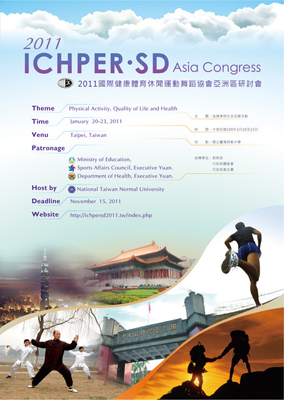 2011
ICHPER·SD Asia Congress
2011國際健康體育休閒運動舞蹈協會亞洲區研討會
Theme Physical Activity, Quality of Life and Health
Time January 20-23, 2011
Venu Taipei, Taiwan
Patronage
Ministry of Education,
Sports Affairs Council, Executive Yuan.
Department of Health, Executive Yuan.
Host by National Taiwan Normal University
Deadline November 15, 2011
Website http://ichpersd2011.tw/index.php